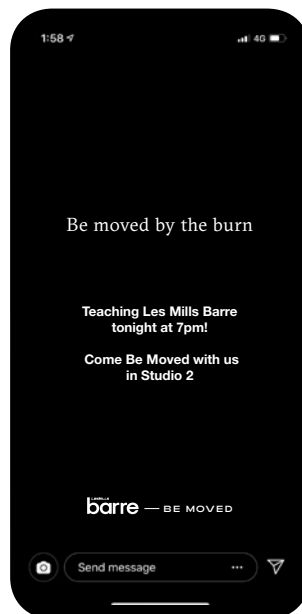 1:58 4G
Be moved by the burn
Teaching Les Mills Barre
tonight at 7pm!
Come Be Moved with us
in Studio 2
LESMILLS
barre — BE MOVED
Send message